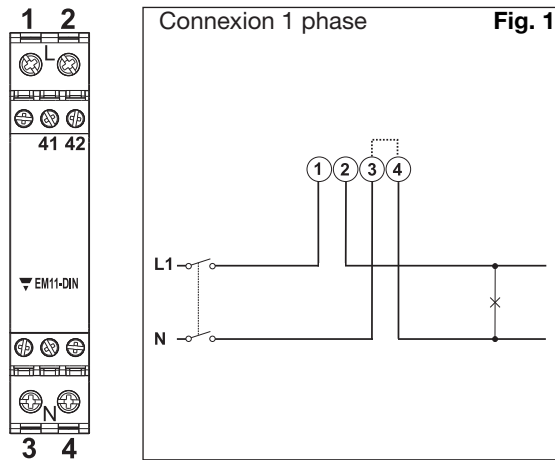 1 2
L
41 42
EM11-DIN
N
3 4
Connexion 1 phase Fig. 1
1 2 3 4
L1
N